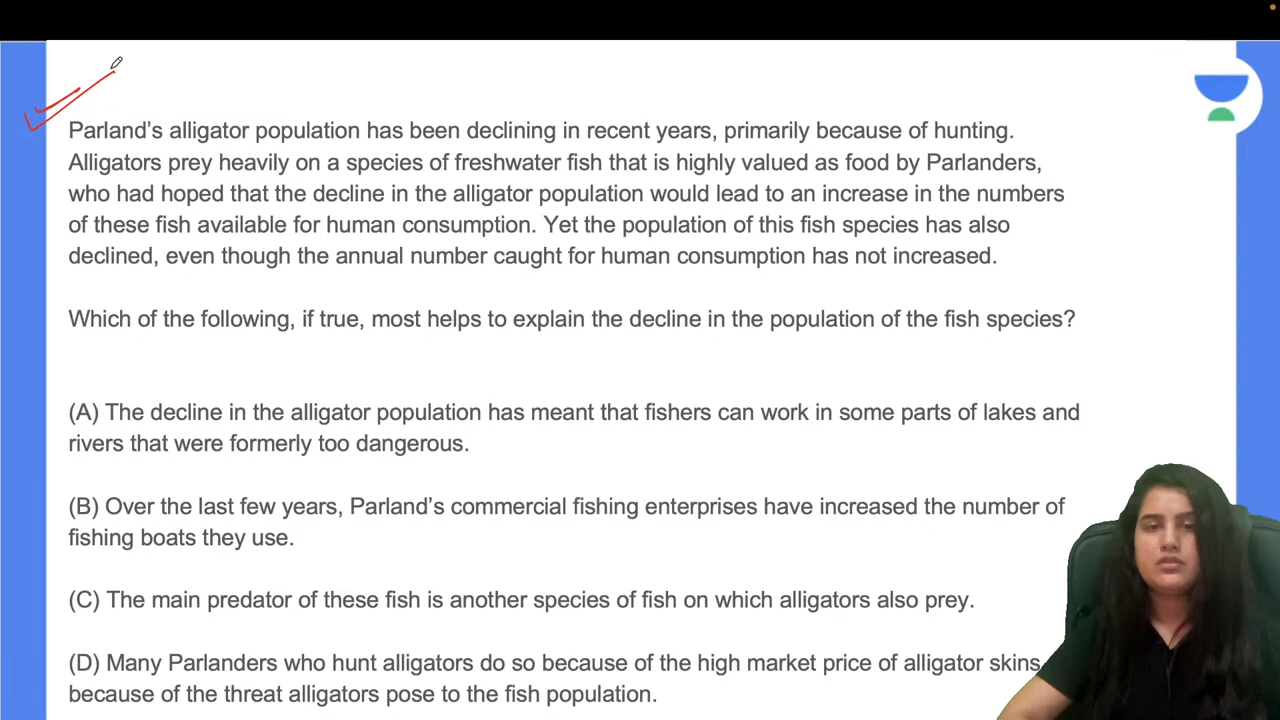 Parland’s alligator population has been declining in recent years, primarily because of hunting.
Alligators prey heavily on a species of freshwater fish that is highly valued as food by Parlanders,
who had hoped that the decline in the alligator population would lead to an increase in the numbers
of these fish available for human consumption. Yet the population of this fish species has also
declined, even though the annual number caught for human consumption has not increased.
Which of the following, if true, most helps to explain the decline in the population of the fish species?
(A) The decline in the alligator population has meant that fishers can work in some parts of lakes and
rivers that were formerly too dangerous.
(B) Over the last few years, Parland’s commercial fishing enterprises have increased the number of
fishing boats they use.
(C) The main predator of these fish is another species of fish on which alligators also prey.
(D) Many Parlanders who hunt alligators do so because of the high market price of alligator skins
because of the threat alligators pose to the fish population.